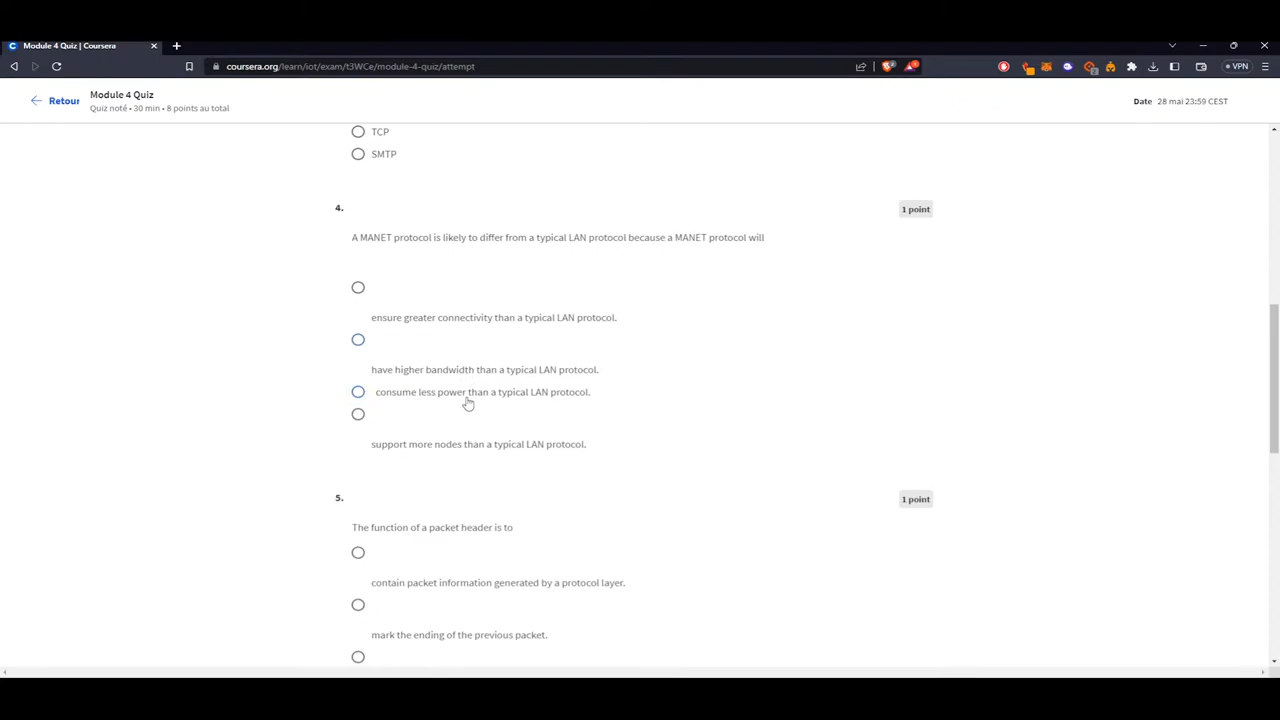 Module 4 Quiz | Coursera
coursera.org/learn/iot/exam/t3WCe/module-4-quiz/attempt
VPN
Retour
Module 4 Quiz
Quiz noté • 30 min • 8 points au total
Date 28 mai 23:59 CEST
TCP
SMTP
4.
1 point
A MANET protocol is likely to differ from a typical LAN protocol because a MANET protocol will
ensure greater connectivity than a typical LAN protocol.
have higher bandwidth than a typical LAN protocol.
consume less power than a typical LAN protocol.
support more nodes than a typical LAN protocol.
5.
1 point
The function of a packet header is to
contain packet information generated by a protocol layer.
mark the ending of the previous packet.